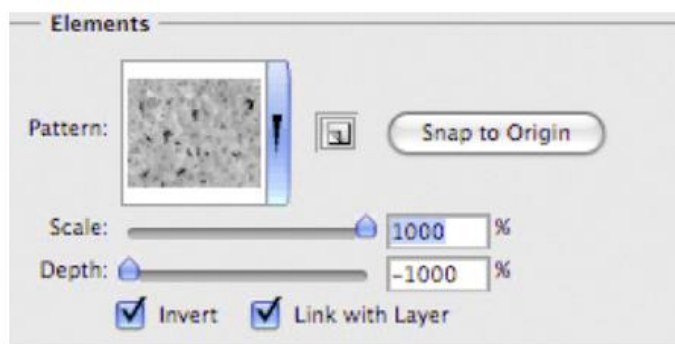 Elements
Pattern: Snap to Origin
Scale: 1000 %
Depth: -1000 %
Invert Link with Layer